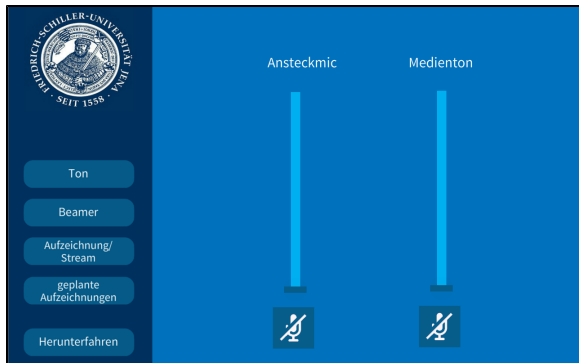 FRIEDRICH-SCHILLER-UNIVERSITÄT JENA
· SEIT 1558 ·
Ton
Beamer
Aufzeichnung/
Stream
geplante
Aufzeichnungen
Herunterfahren
Ansteckmic
Medienton